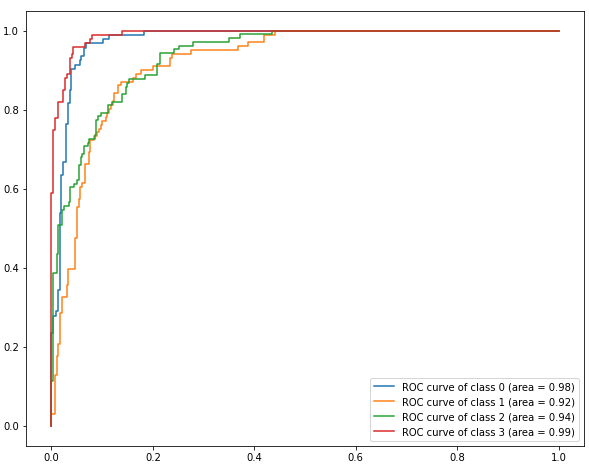 1.0
0.8
0.6
0.4
0.2
0.0
ROC curve of class 0 (area = 0.98)
ROC curve of class 1 (area = 0.92)
ROC curve of class 2 (area = 0.94)
ROC curve of class 3 (area = 0.99)
0.0 0.2 0.4 0.6 0.8 1.0